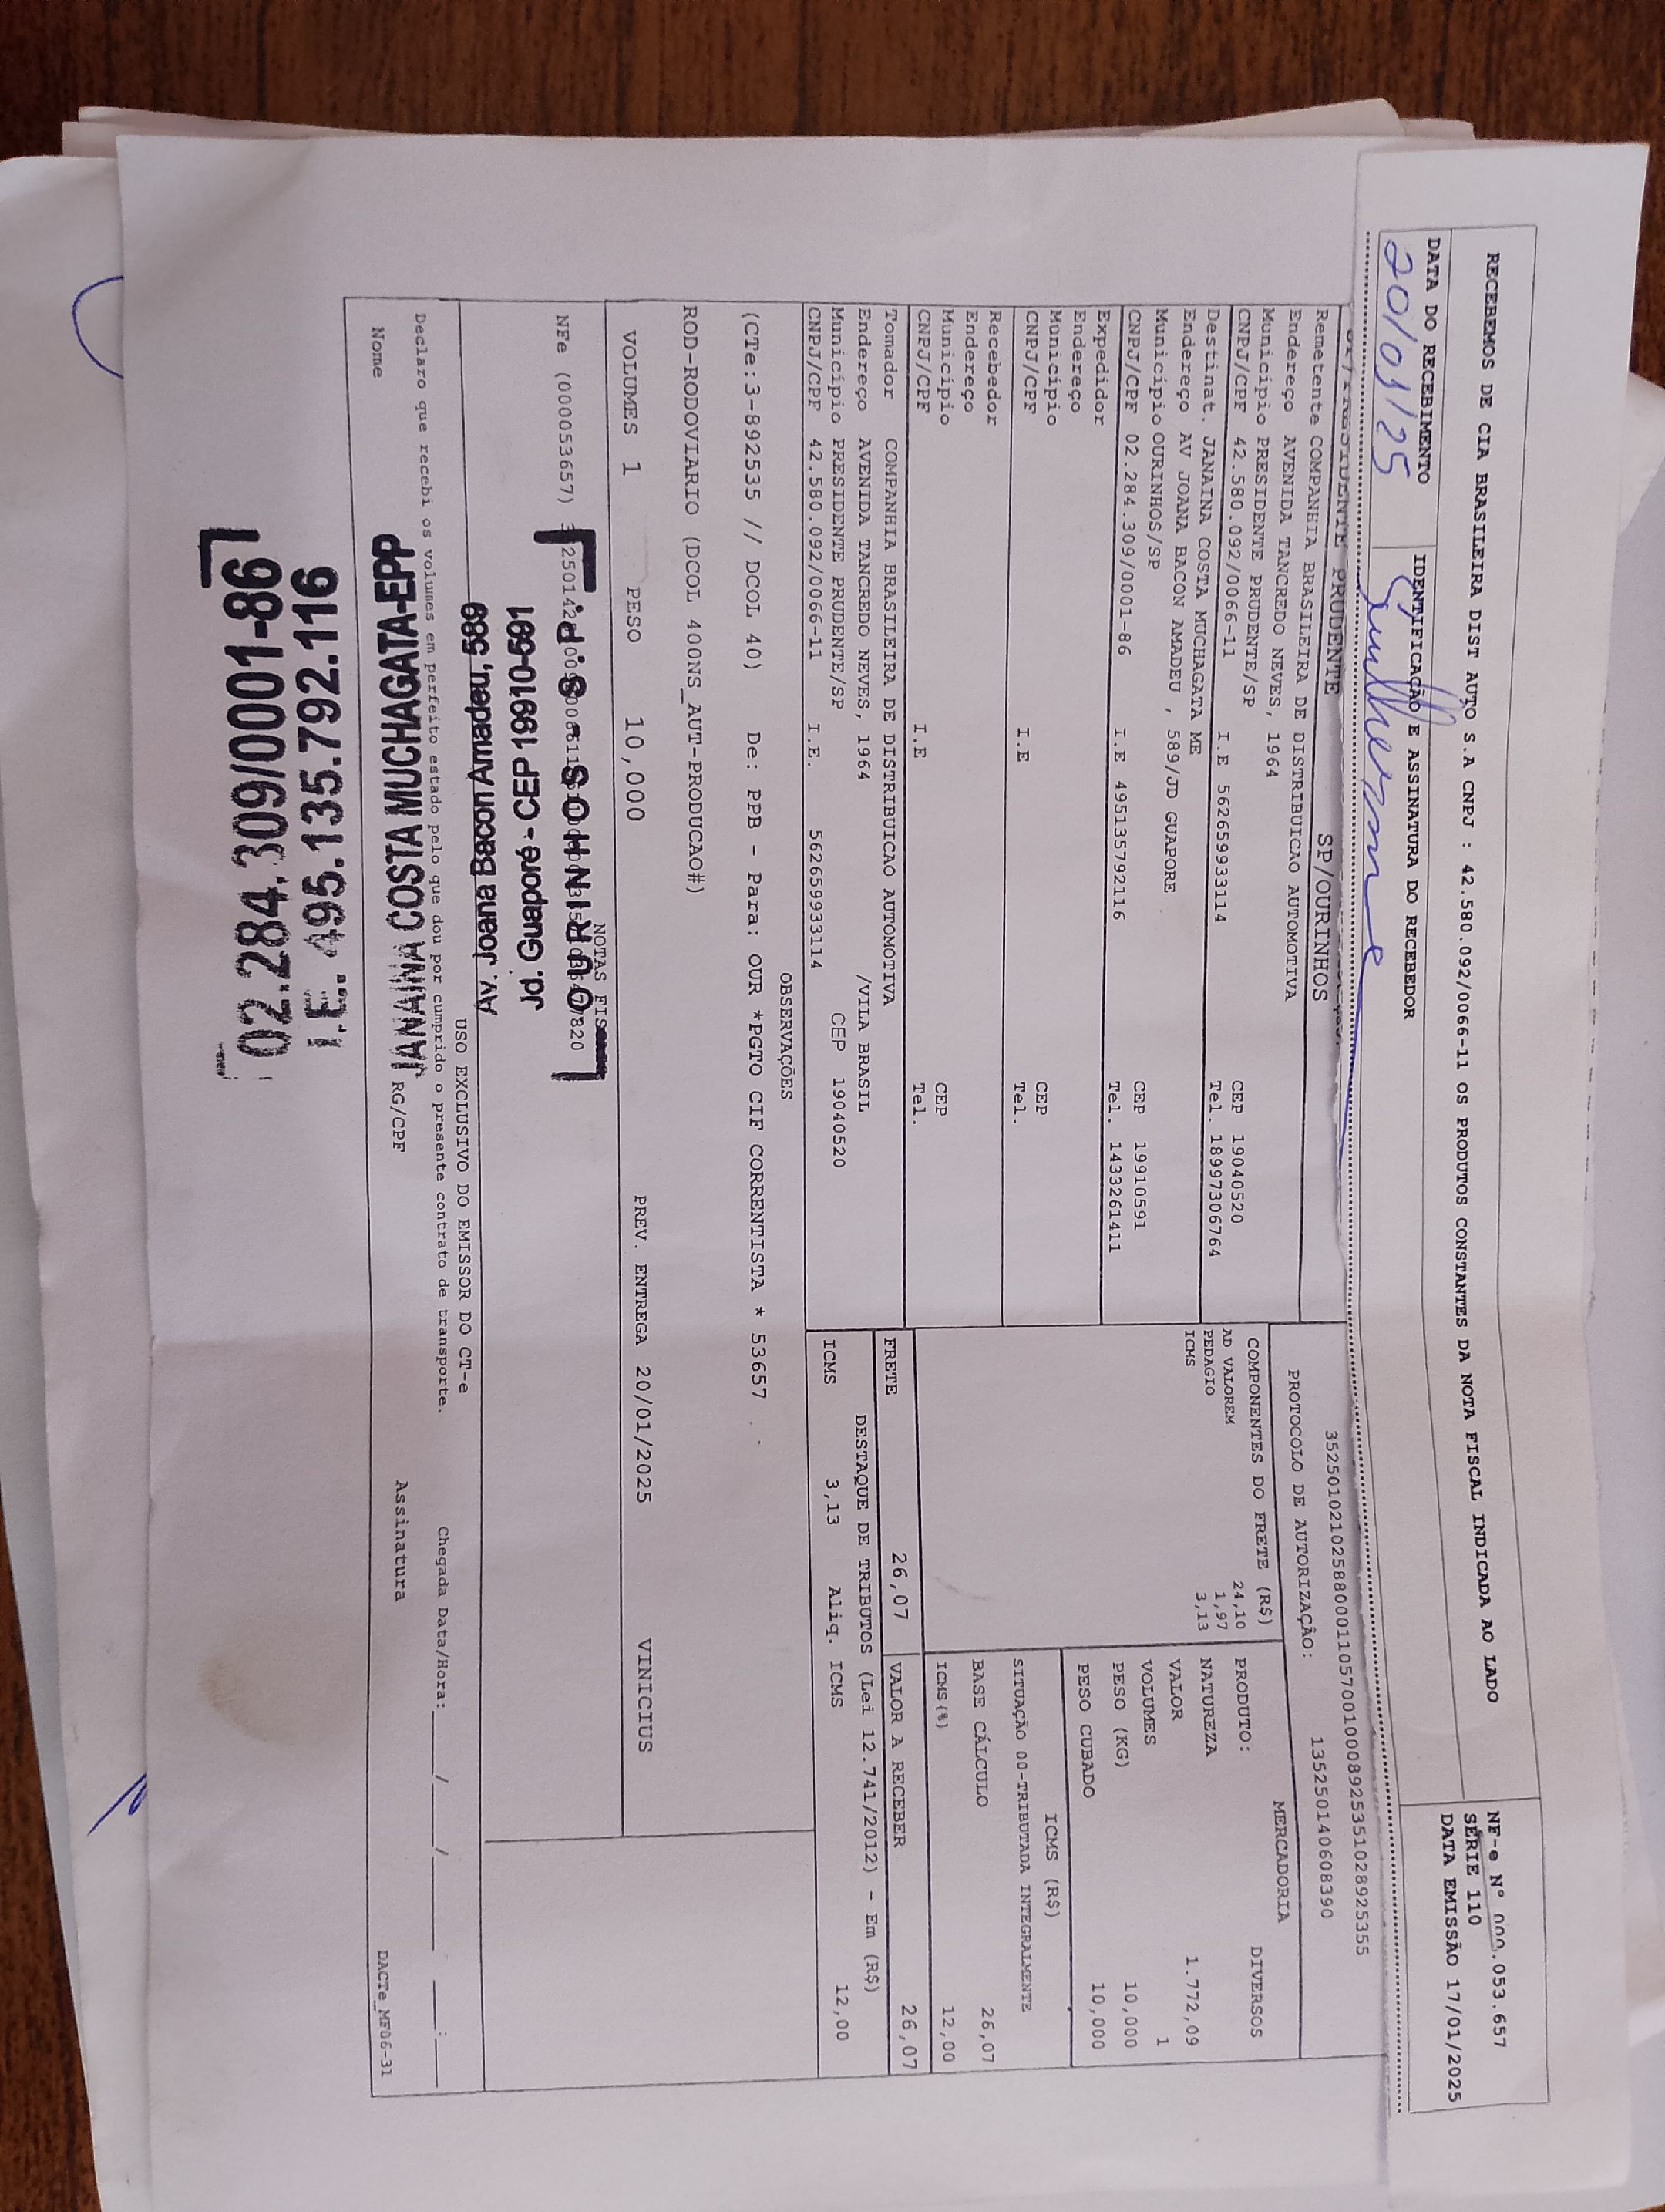 RECEBEMOS DE CIA BRASILEIRA DIST AUTO S.A CNPJ : 42.580.092/0066-11 OS PRODUTOS CONSTANTES DA NOTA FISCAL INDICADA AO LADO
NF-e Nº 000.053.657
SÉRIE 110
DATA EMISSÃO 17/01/2025
DATA DO RECEBIMENTO
IDENTIFICAÇÃO E ASSINATURA DO RECEBEDOR
20/01/25
Guilherme
PRESIDENTE PRUDENTE
SP/OURINHOS
35250102102588000110570010008925351028925355
PROTOCOLO DE AUTORIZAÇÃO: 135250140608390
Remetente COMPANHIA BRASILEIRA DE DISTRIBUICAO AUTOMOTIVA
Endereço AVENIDA TANCREDO NEVES, 1964
Município PRESIDENTE PRUDENTE/SP CEP 19040520
CNPJ/CPF 42.580.092/0066-11 I.E 562659933114 Tel. 18997306764
Destinat. JANAINA COSTA MUCHAGATA ME
Endereço AV JOANA BACON AMADEU , 589/JD GUAPORE
Município OURINHOS/SP CEP 19910591
CNPJ/CPF 02.284.309/0001-86 I.E 495135792116 Tel. 1433261411
Expedidor
Endereço
Município CEP
CNPJ/CPF I.E Tel.
Recebedor
Endereço
Município CEP
CNPJ/CPF I.E Tel.
Tomador COMPANHIA BRASILEIRA DE DISTRIBUICAO AUTOMOTIVA
Endereço AVENIDA TANCREDO NEVES, 1964 /VILA BRASIL
Município PRESIDENTE PRUDENTE/SP CEP 19040520
CNPJ/CPF 42.580.092/0066-11 I.E. 562659933114
COMPONENTES DO FRETE (R$)
AD VALOREM 24,10
PEDAGIO 1,97
ICMS 3,13
MERCADORIA
PRODUTO: DIVERSOS
NATUREZA
VALOR 1.772,09
VOLUMES 1
PESO (KG) 10,000
PESO CUBADO 10,000
ICMS (R$)
SITUAÇÃO 00-TRIBUTADA INTEGRALMENTE
BASE CÁLCULO 26,07
ICMS(%) 12,00
FRETE 26,07
VALOR A RECEBER 26,07
DESTAQUE DE TRIBUTOS (Lei 12.741/2012) - Em (R$)
ICMS 3,13 Aliq. ICMS 12,00
OBSERVAÇÕES
(CTe:3-892535 // DCOL 40) De: PPB - Para: OUR *PGTO CIF CORRENTISTA * 53657
ROD-RODOVIARIO (DCOL 400NS_AUT-PRODUCAO#)
VOLUMES 1 PESO 10,000 PREV. ENTREGA 20/01/2025 VINICIUS
NOTAS
NFe (000053657)
USO EXCLUSIVO DO EMISSOR DO CT-e
Declaro que recebi os volumes em perfeito estado pelo que dou por cumprido o presente contrato de transporte.
Chegada Data/Hora: ____/____/____ ____:____
Nome
RG/CPF
Assinatura
DACTe_MF06-31
02.284.309/0001-86
I.E. 495.135.792.116
JANAINA COSTA MUCHAGATA-EPP
Av. Joana Bacon Amadeu, 589
Jd. Guaporé - CEP 19910-591
OURINHOS - S.P.